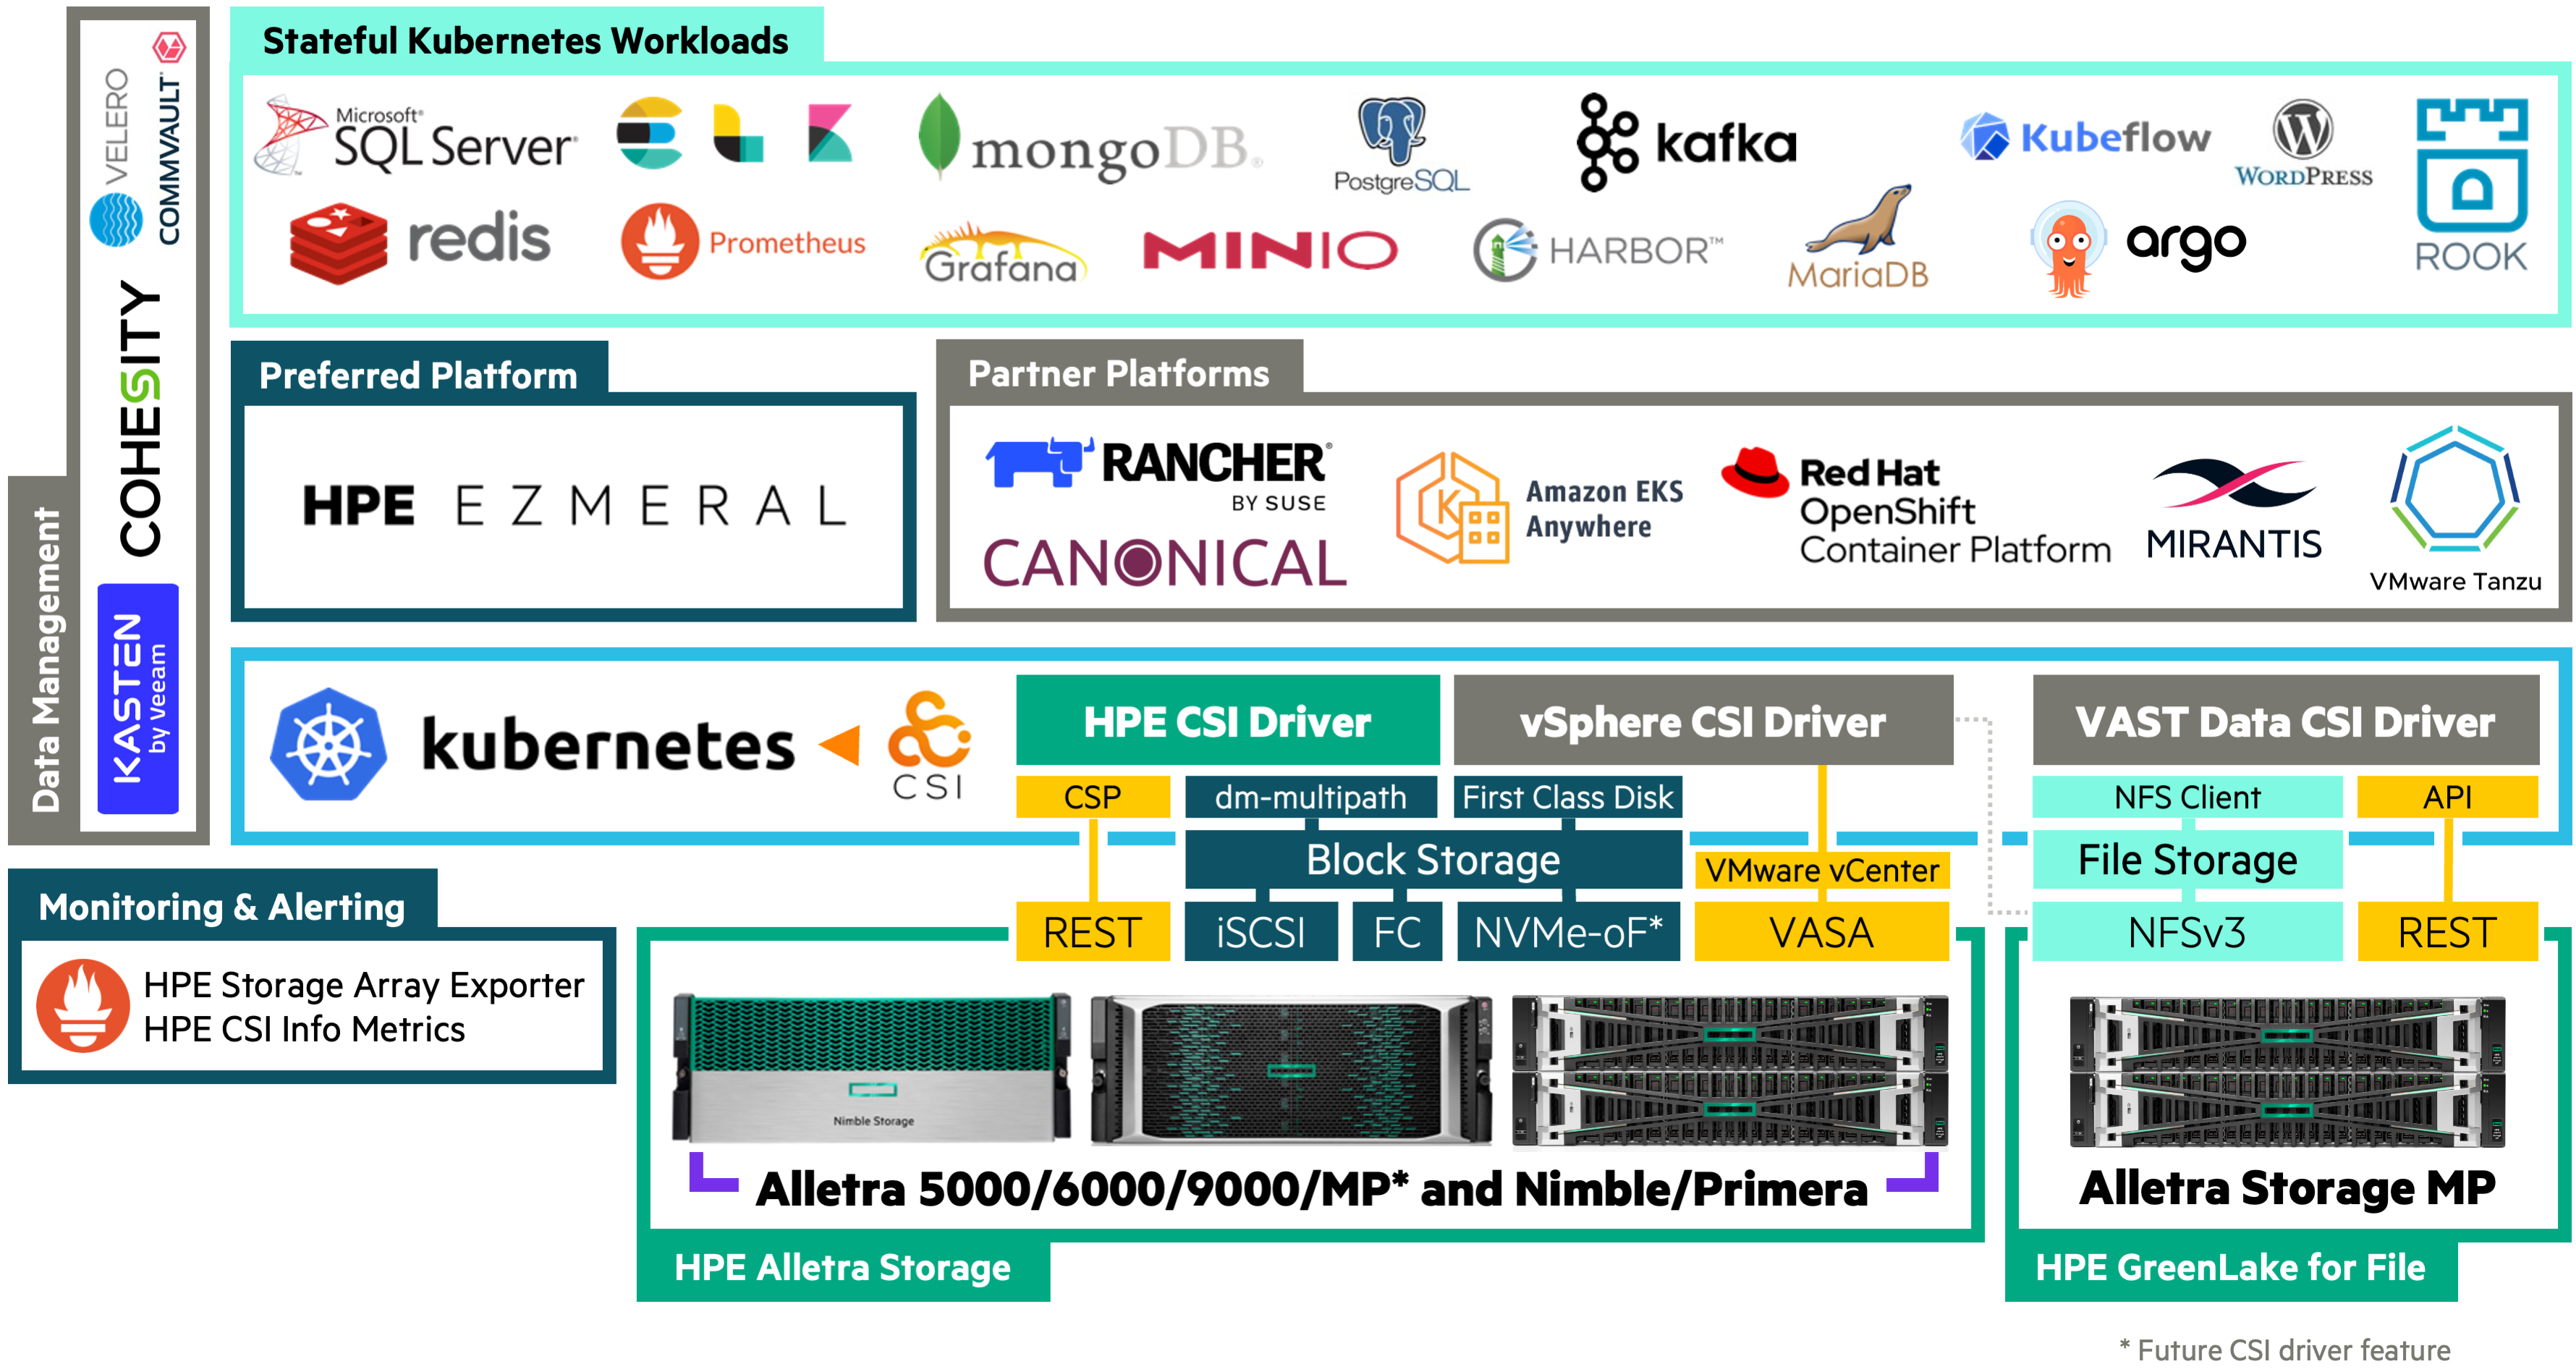 Stateful Kubernetes Workloads
Microsoft®
SQL Server®
mongoDB®
PostgreSQL
kafka
Kubeflow
WORDPRESS
ROOK
redis
Prometheus
Grafana
MINIO
HARBOR™
MariaDB
argo
Data Management
VELERO
COMMVAULT
COHESITY
KASTEN
by Veeam
Preferred Platform
HPE EZMERAL
Partner Platforms
RANCHER®
BY SUSE
CANONICAL
Amazon EKS
Anywhere
Red Hat
OpenShift
Container Platform
MIRANTIS
VMware Tanzu
kubernetes
CSI
HPE CSI Driver
vSphere CSI Driver
VAST Data CSI Driver
CSP
dm-multipath
First Class Disk
NFS Client
API
Block Storage
VMware vCenter
File Storage
REST
iSCSI
FC
NVMe-oF*
VASA
NFSv3
REST
Monitoring & Alerting
HPE Storage Array Exporter
HPE CSI Info Metrics
Nimble Storage
Alletra 5000/6000/9000/MP* and Nimble/Primera
Alletra Storage MP
HPE Alletra Storage
HPE GreenLake for File
* Future CSI driver feature